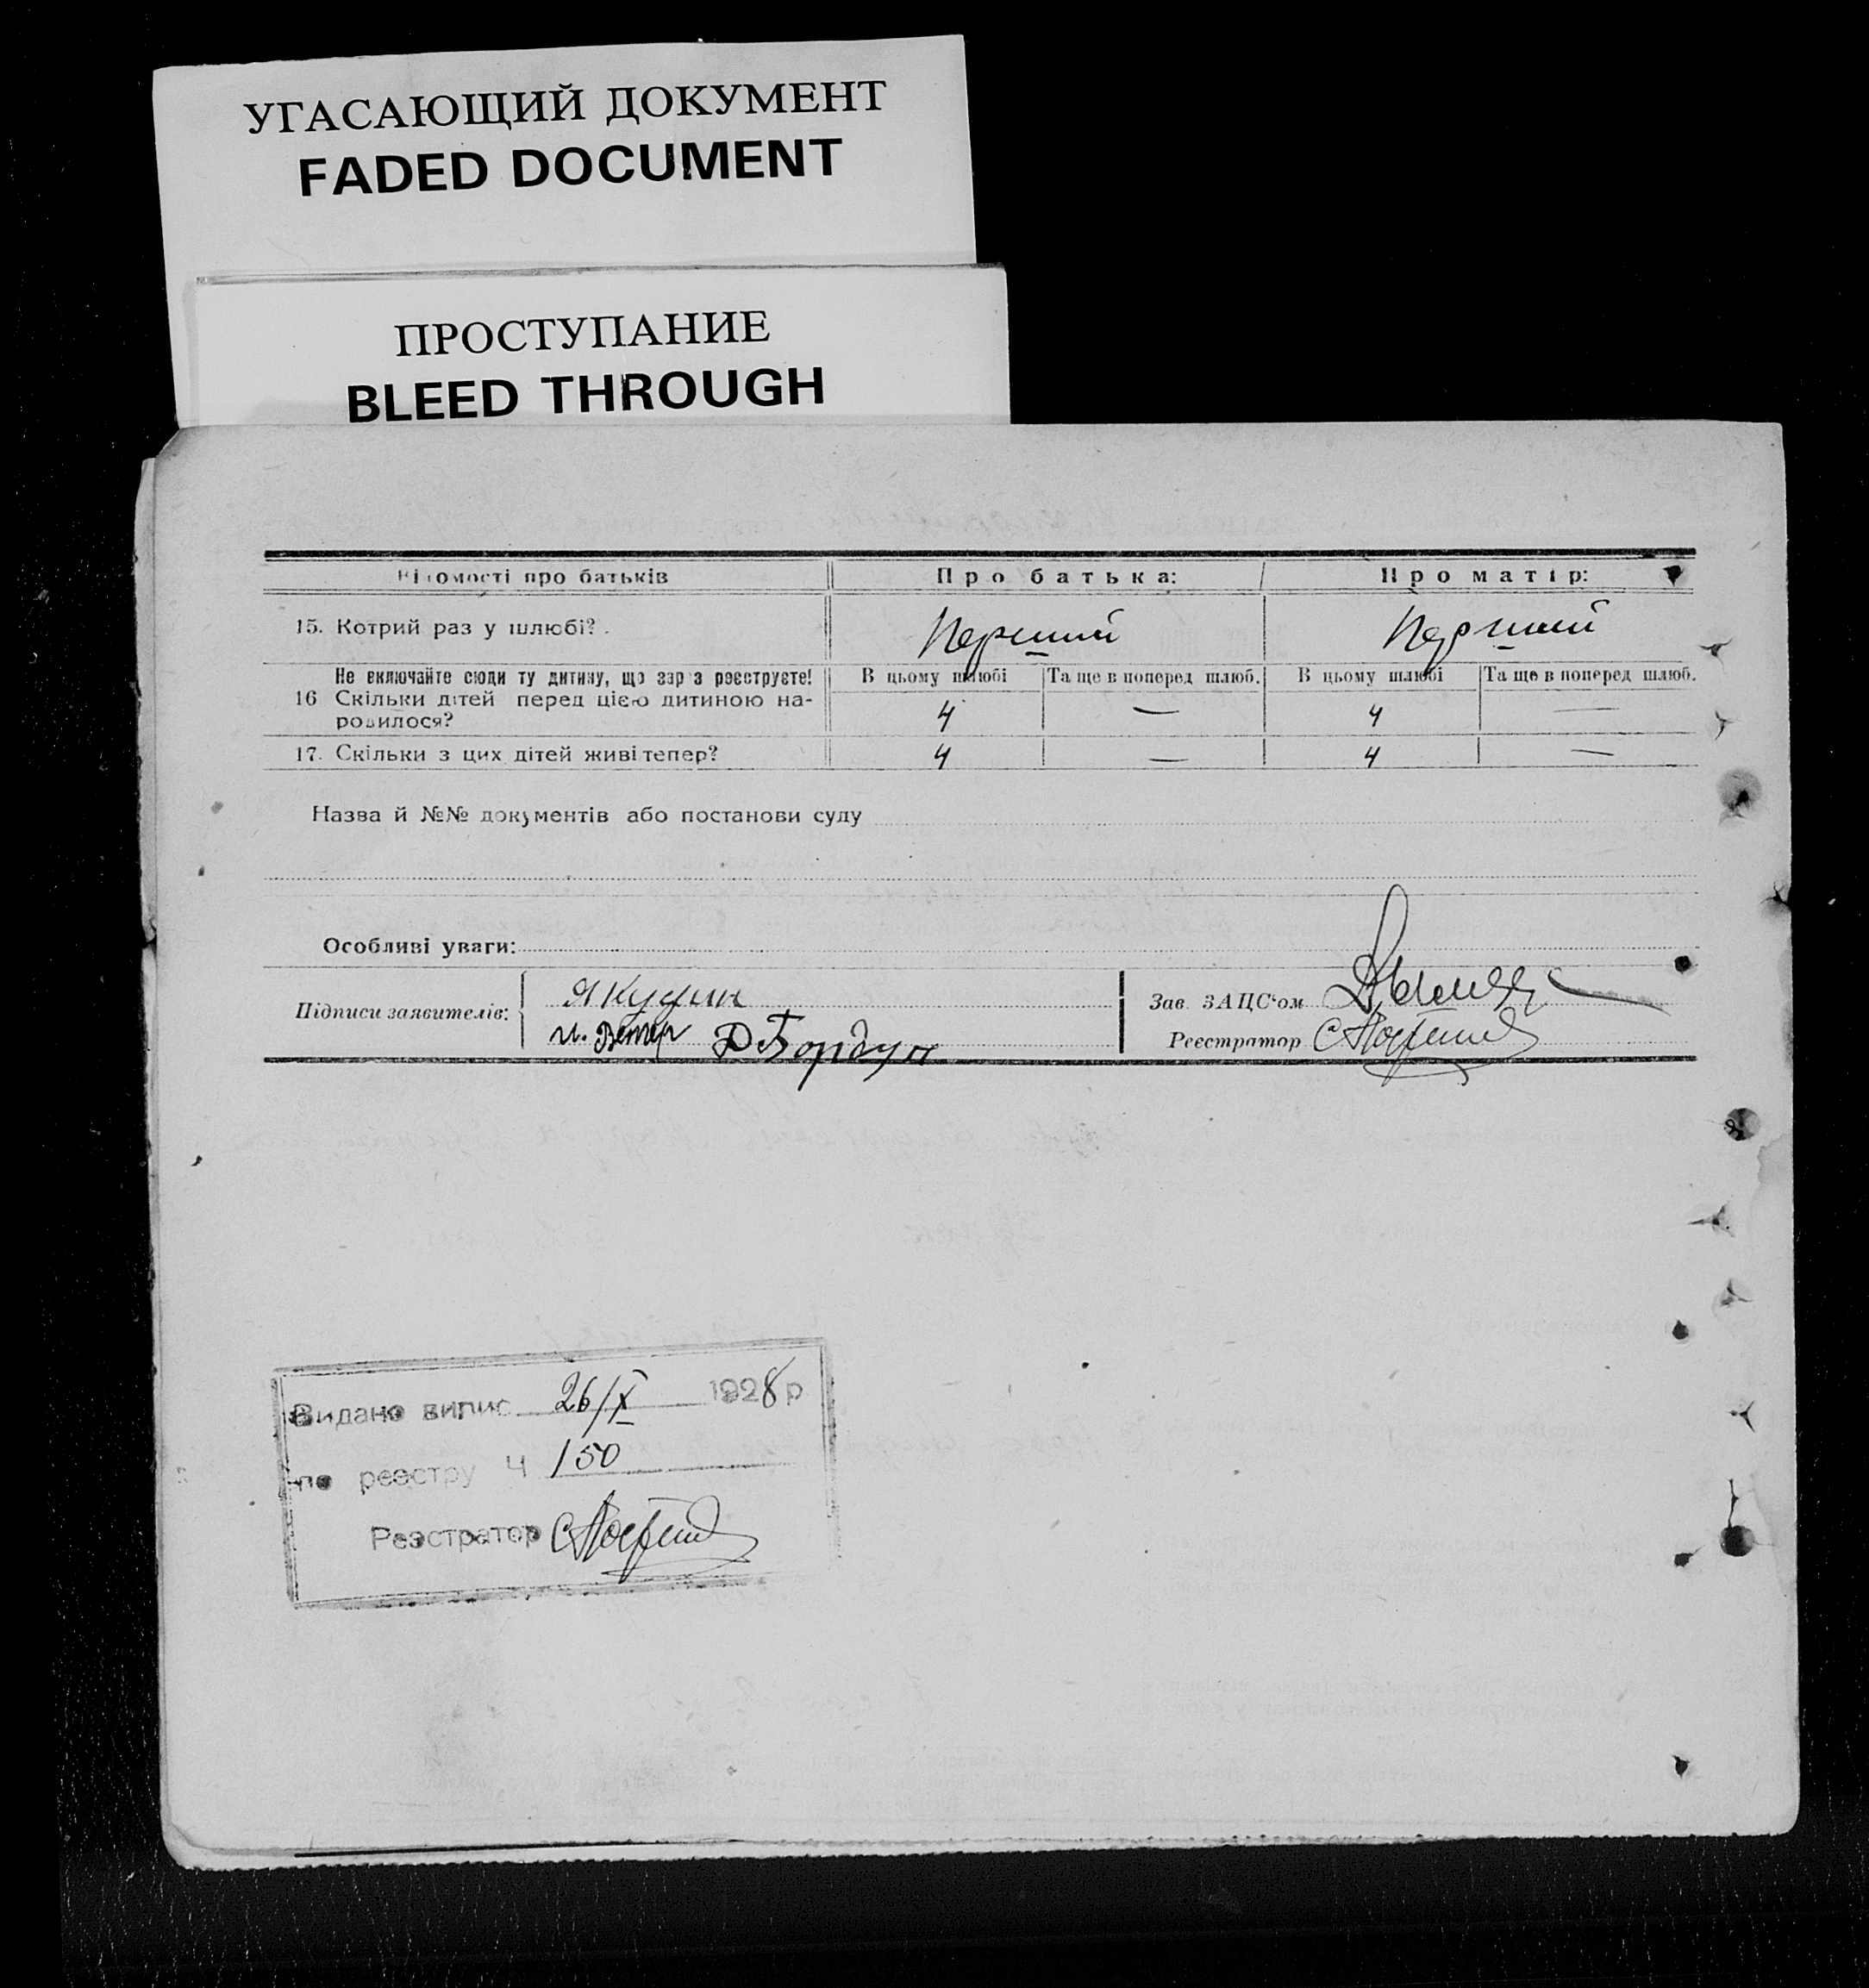 УГАСАЮЩИЙ ДОКУМЕНТ
FADED DOCUMENT
ПРОСТУПАНИЕ
BLEED THROUGH
Відомості про батьків Про батька: Про матір:
15. Котрий раз у шлюбі? Перший Перший
Не включайте сюди ту дитину, що зараз реєструєте! В цьому шлюбі Та ще в поперед шлюб. В цьому шлюбі Та ще в поперед шлюб.
16 Скільки дітей перед цією дитиною на- 4 — 4 —
родилося?
17. Скільки з цих дітей живі тепер? 4 — 4 —
Назва й №№ документів або постанови суду
Особливі уваги:
Підписи заявителів: Зав. ЗАЦС'ом
Реєстратор
Видано випис 26/X 1928 р
по реєстру Ч 150
Реэстратор